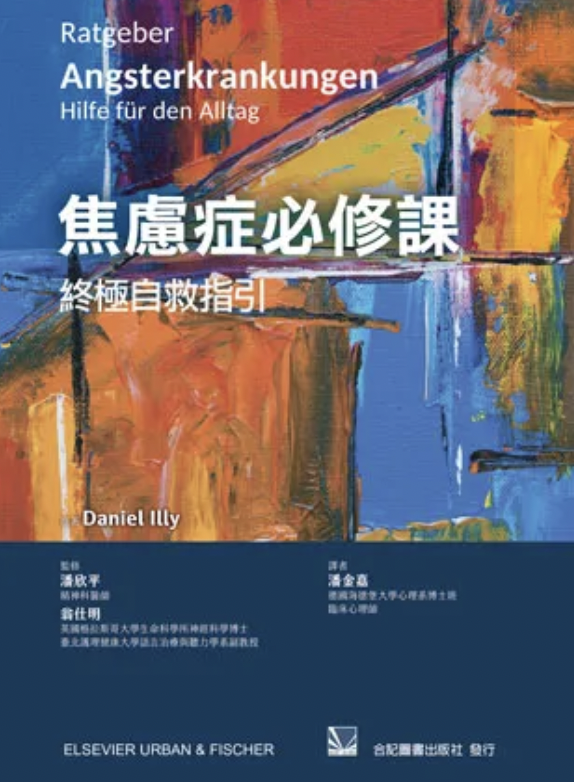 Ratgeber
Angsterkrankungen
Hilfe für den Alltag
焦慮症必修課
終極自救指引
Daniel Illy
監修
潘欣平
精神科醫師
翁仕明
英國格拉斯哥大學生命科學所神經科學博士
臺北護理健康大學語言治療與聽力學系副教授
譯者
潘金嘉
德國海德堡大學心理系博士班
臨床心理師
ELSEVIER URBAN & FISCHER
合記圖書出版社 發行